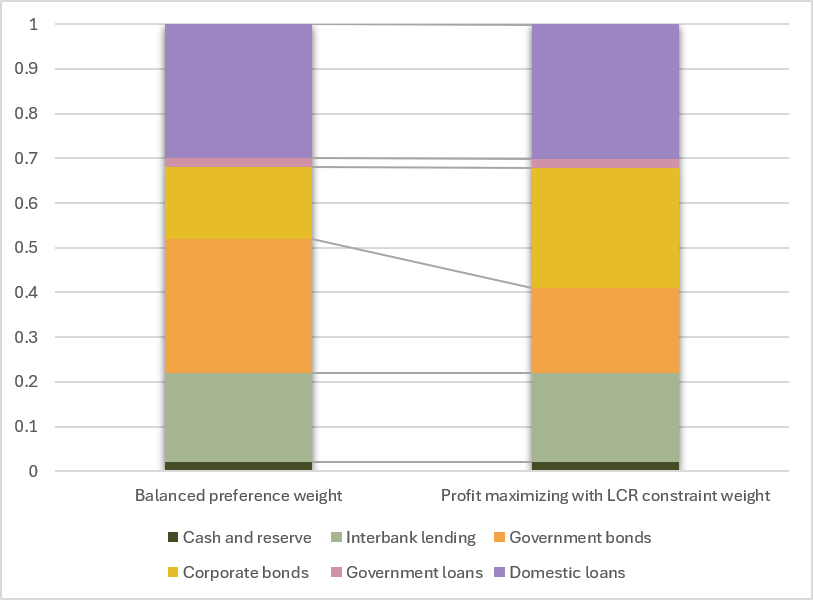 1
0.9
0.8
0.7
0.6
0.5
0.4
0.3
0.2
0.1
0
Balanced preference weight
Profit maximizing with LCR constraint weight
Cash and reserve
Interbank lending
Government bonds
Corporate bonds
Government loans
Domestic loans